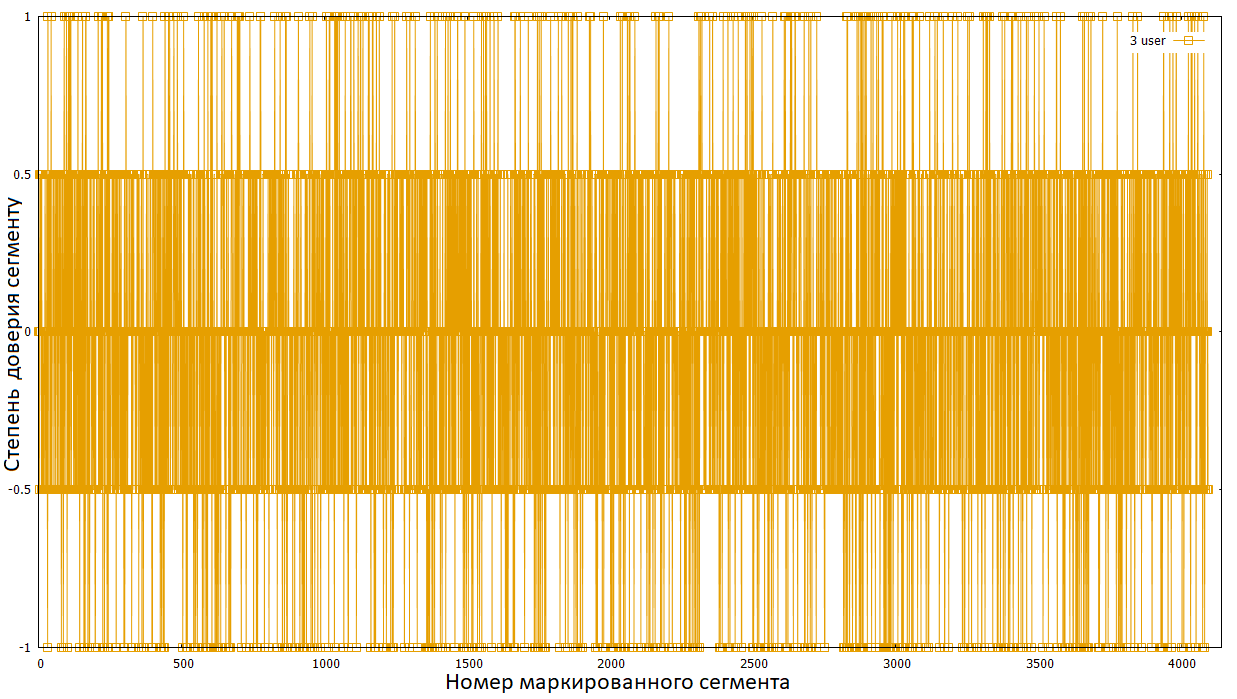 1
3 user
0.5
0
-0.5
-1
Степень доверия сегменту
0 500 1000 1500 2000 2500 3000 3500 4000
Номер маркированного сегмента